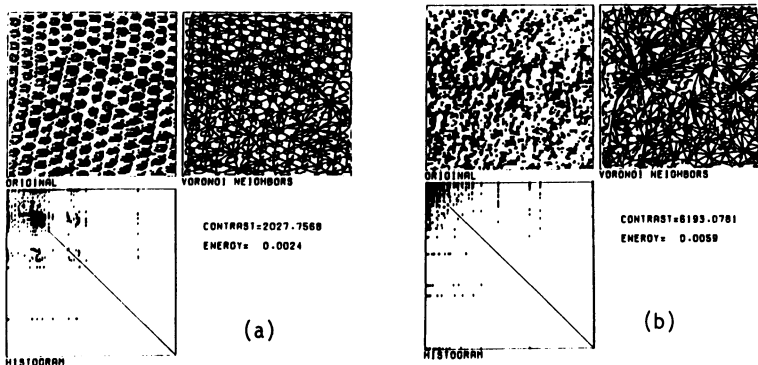 ORIGINAL
VORONOI NEIGHBORS
CONTRAST=2027.7568
ENERGY= 0.0024
HISTOGRAM
(a)
ORIGINAL
VORONOI NEIGHBORS
CONTRAST=6193.0781
ENERGY= 0.0059
HISTOGRAM
(b)